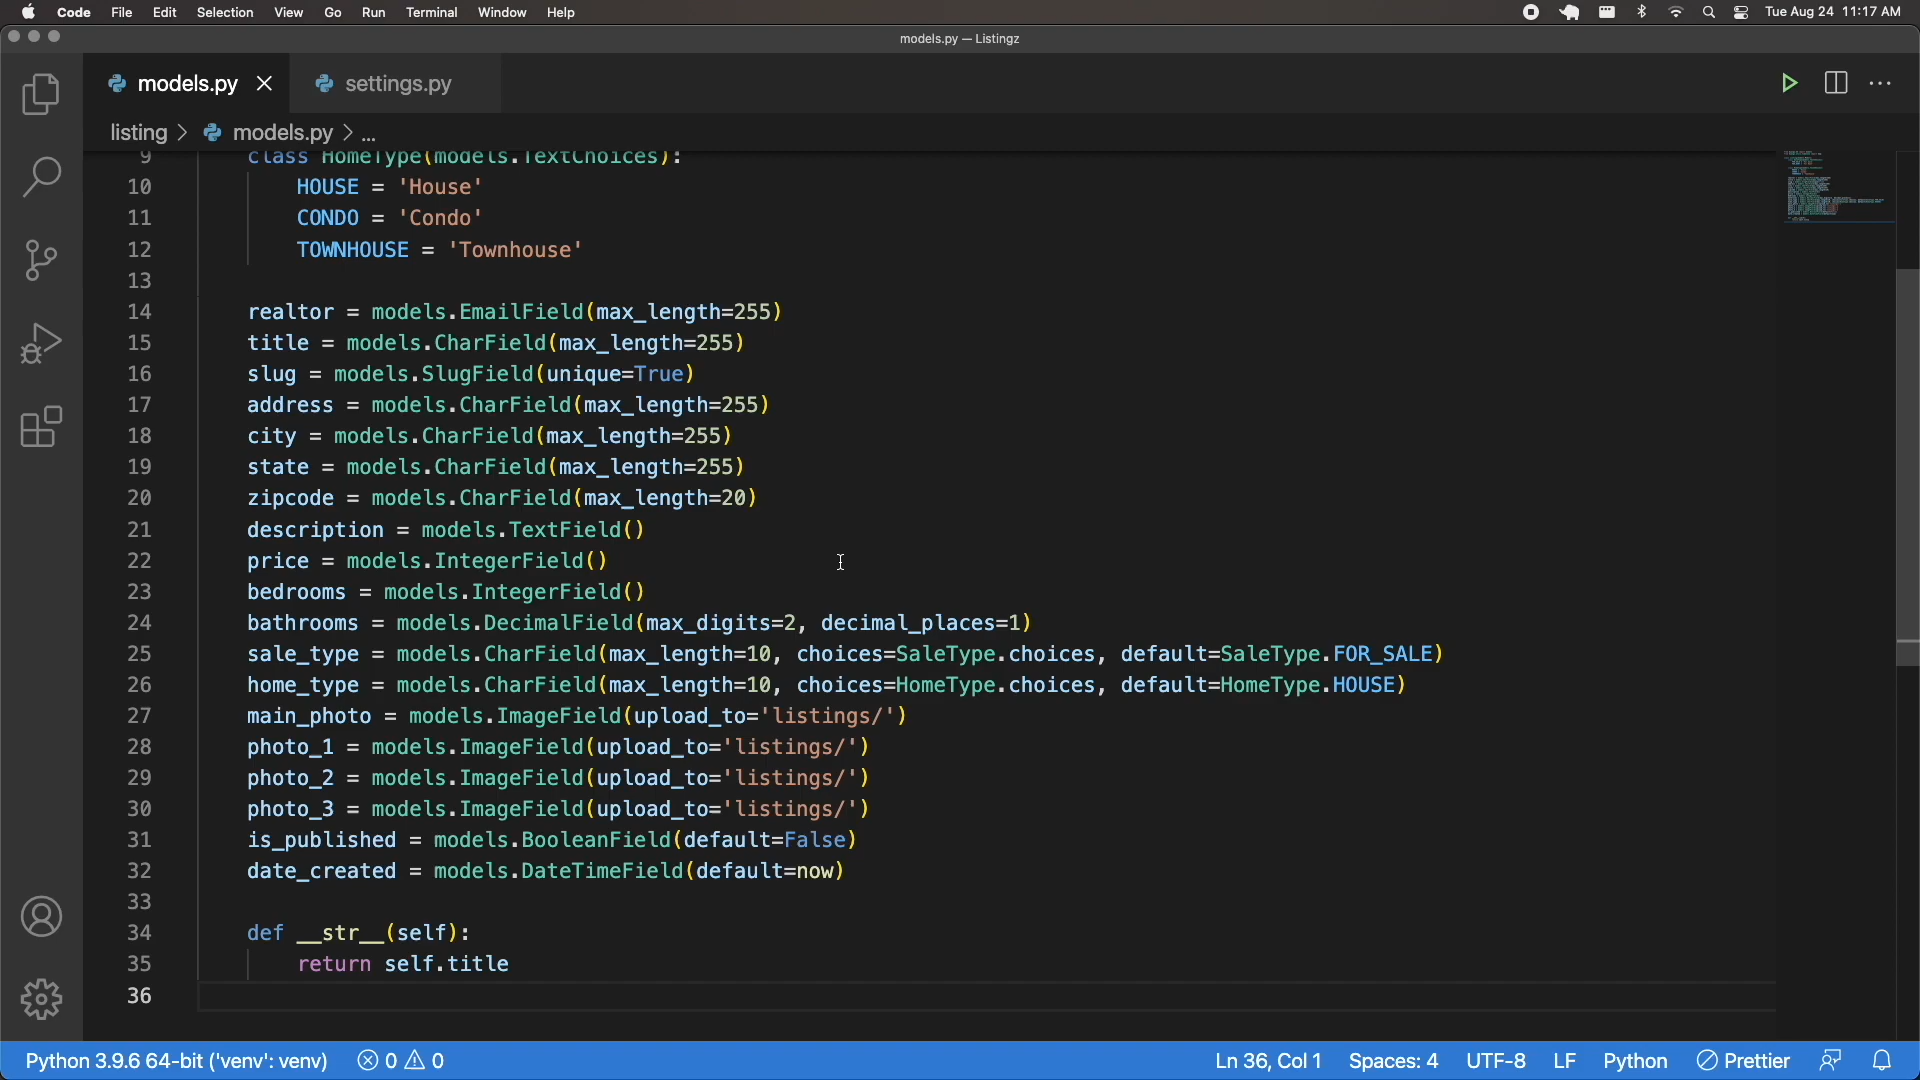 Code File Edit Selection View Go Run Terminal Window Help Tue Aug 24 11:17 AM
models.py — Listingz
models.py settings.py
listing > models.py > ...
9 class HomeType(models.TextChoices):
10 HOUSE = 'House'
11 CONDO = 'Condo'
12 TOWNHOUSE = 'Townhouse'
13
14 realtor = models.EmailField(max_length=255)
15 title = models.CharField(max_length=255)
16 slug = models.SlugField(unique=True)
17 address = models.CharField(max_length=255)
18 city = models.CharField(max_length=255)
19 state = models.CharField(max_length=255)
20 zipcode = models.CharField(max_length=20)
21 description = models.TextField()
22 price = models.IntegerField()
23 bedrooms = models.IntegerField()
24 bathrooms = models.DecimalField(max_digits=2, decimal_places=1)
25 sale_type = models.CharField(max_length=10, choices=SaleType.choices, default=SaleType.FOR_SALE)
26 home_type = models.CharField(max_length=10, choices=HomeType.choices, default=HomeType.HOUSE)
27 main_photo = models.ImageField(upload_to='listings/')
28 photo_1 = models.ImageField(upload_to='listings/')
29 photo_2 = models.ImageField(upload_to='listings/')
30 photo_3 = models.ImageField(upload_to='listings/')
31 is_published = models.BooleanField(default=False)
32 date_created = models.DateTimeField(default=now)
33
34 def __str__(self):
35 return self.title
36
Python 3.9.6 64-bit ('venv': venv) 0 0 Ln 36, Col 1 Spaces: 4 UTF-8 LF Python Prettier